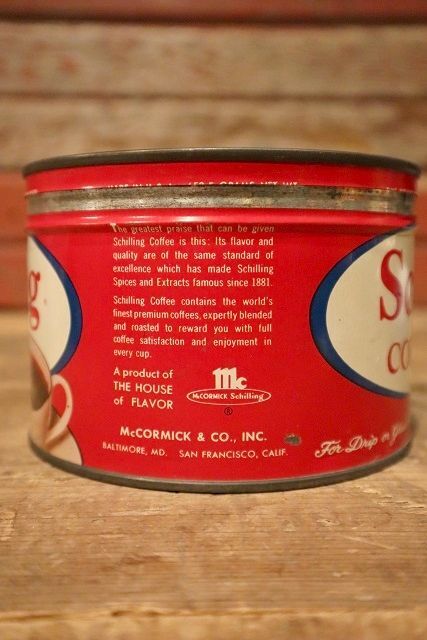 The greatest praise that can be given
Schilling Coffee is this: Its flavor and
quality are of the same standard of
excellence which has made Schilling
Spices and Extracts famous since 1881.
Schilling Coffee contains the world's
finest premium coffees, expertly blended
and roasted to reward you with full
coffee satisfaction and enjoyment in
every cup.
A product of
THE HOUSE
of FLAVOR
Mc
McCORMICK Schilling
®
McCORMICK & CO., INC.
BALTIMORE, MD. SAN FRANCISCO, CALIF.
g
S
CO
For Drip or